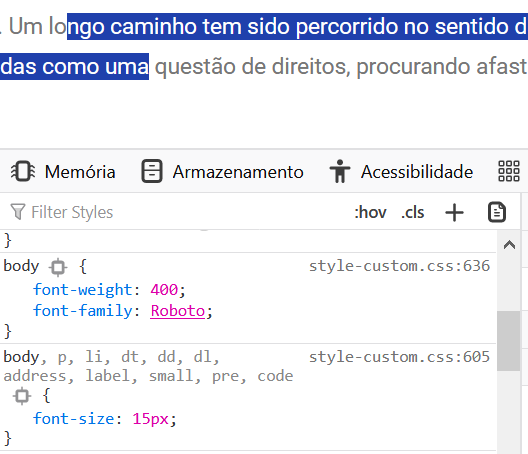 . Um longo caminho tem sido percorrido no sentido d
das como uma questão de direitos, procurando afast
Memória Armazenamento Acessibilidade
Filter Styles :hov .cls
}
body { style-custom.css:636
font-weight: 400;
font-family: Roboto;
}
body, p, li, dt, dd, dl, style-custom.css:605
address, label, small, pre, code
{
font-size: 15px;
}